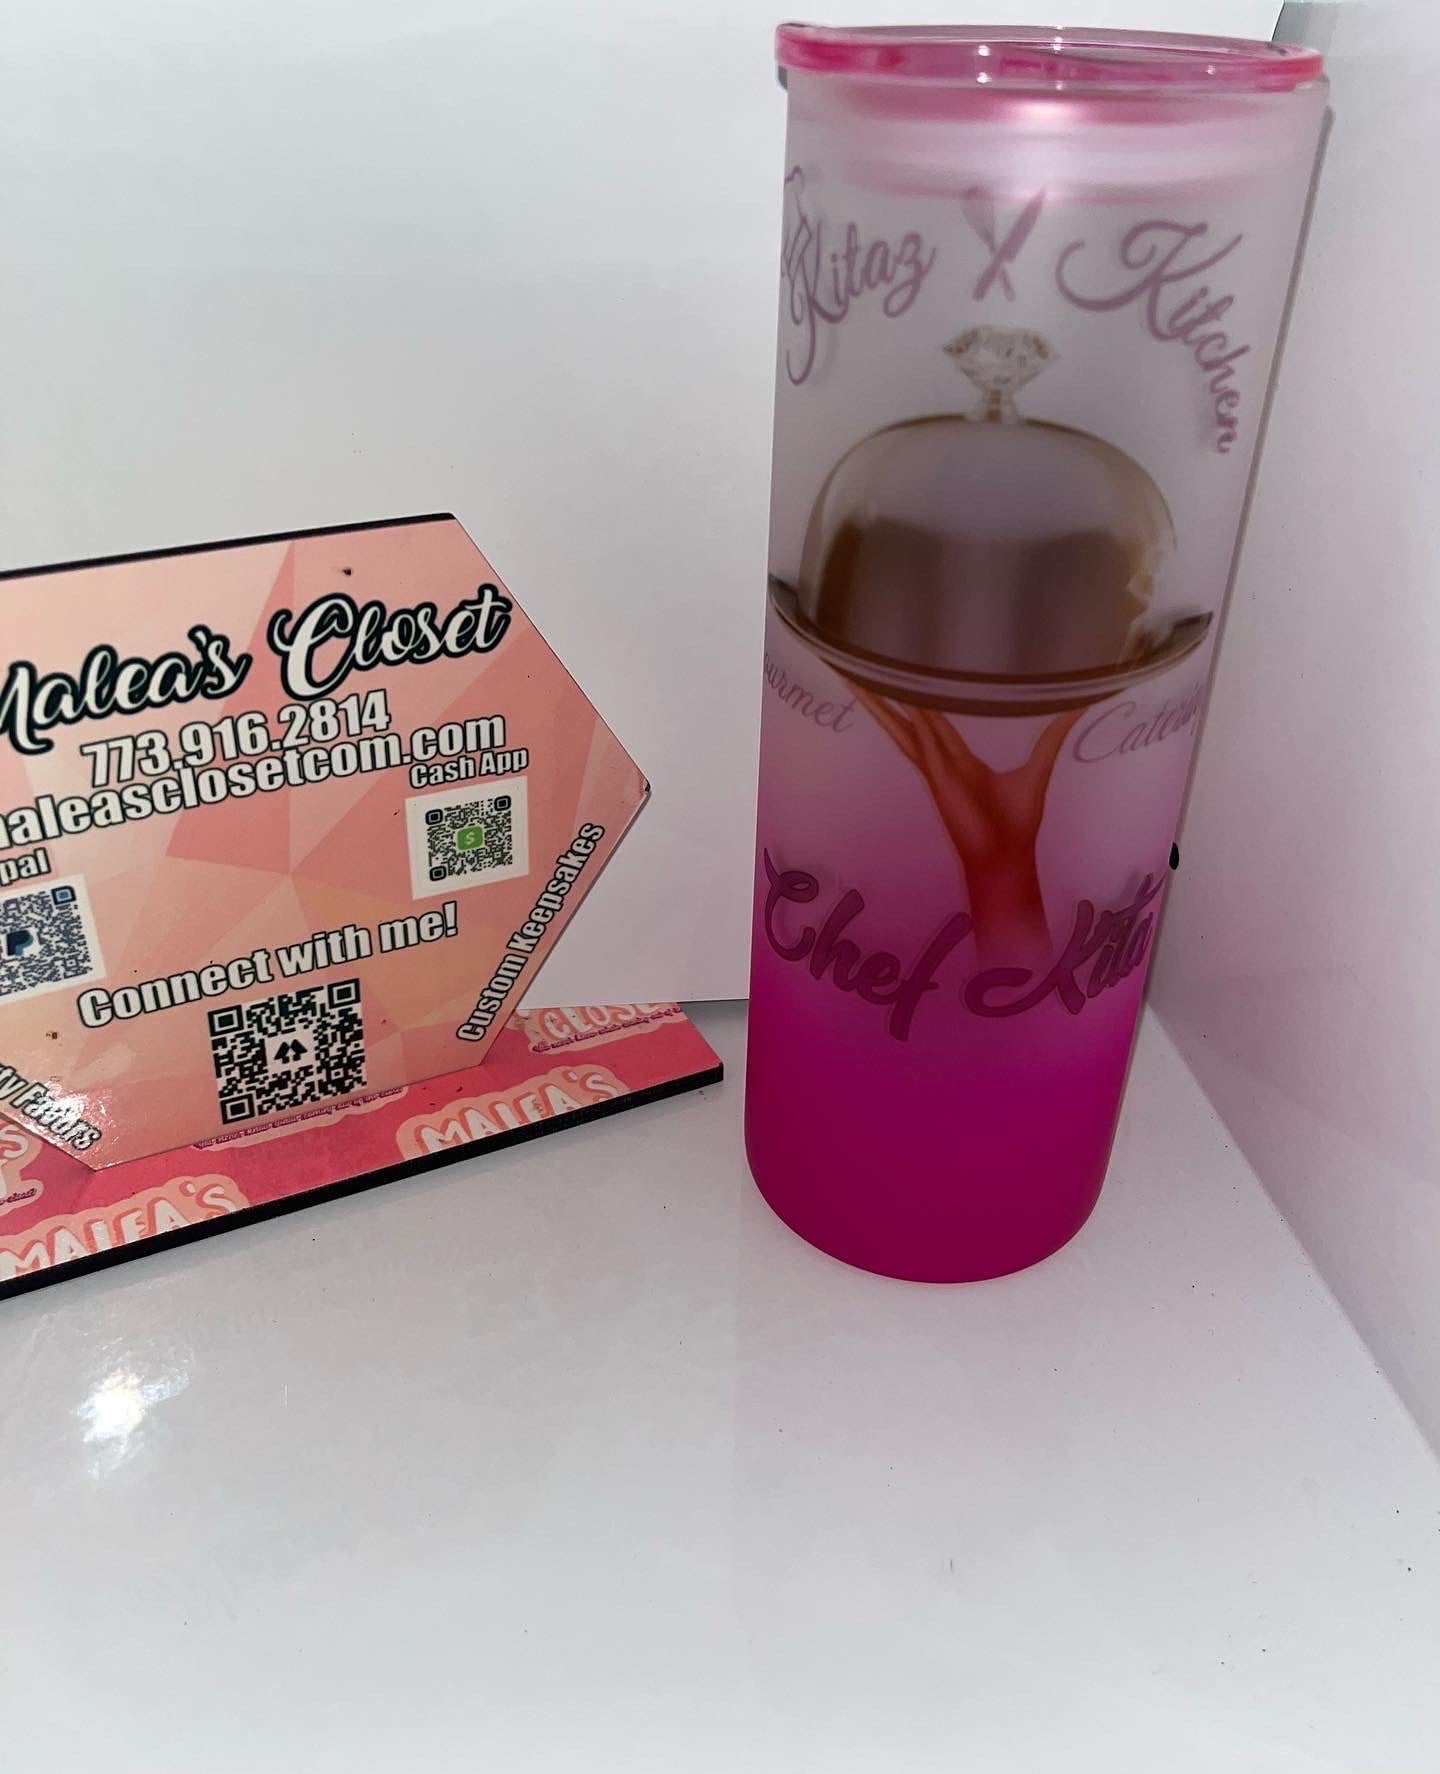 Malea's Closet
773.916.2814
maleasclosetcom.com
Cash App
Connect with me!
Custom Keepsakes
MALEA'S
MALEA'S
CLOSET
Kitaz Kitchen
Catering
Chef Kita